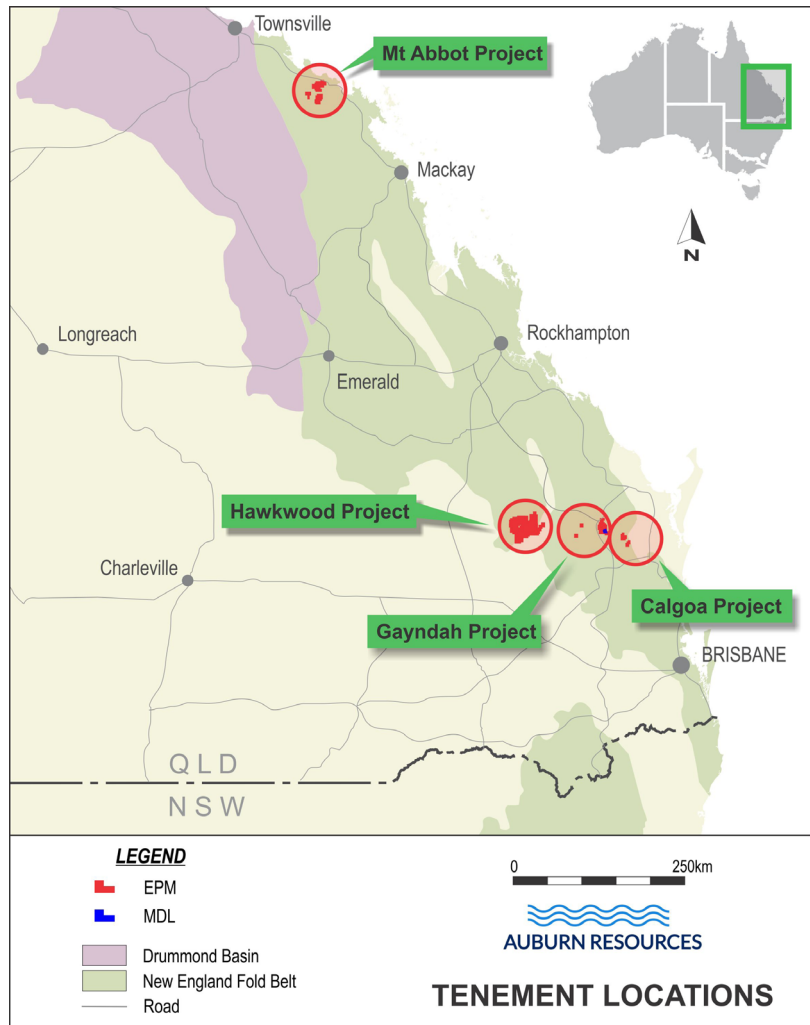 Townsville
Mt Abbot Project
Mackay
N
Longreach
Rockhampton
Emerald
Hawkwood Project
Charleville
Calgoa Project
Gayndah Project
BRISBANE
QLD
NSW
LEGEND
EPM
MDL
Drummond Basin
New England Fold Belt
Road
0 250km
AUBURN RESOURCES
TENEMENT LOCATIONS